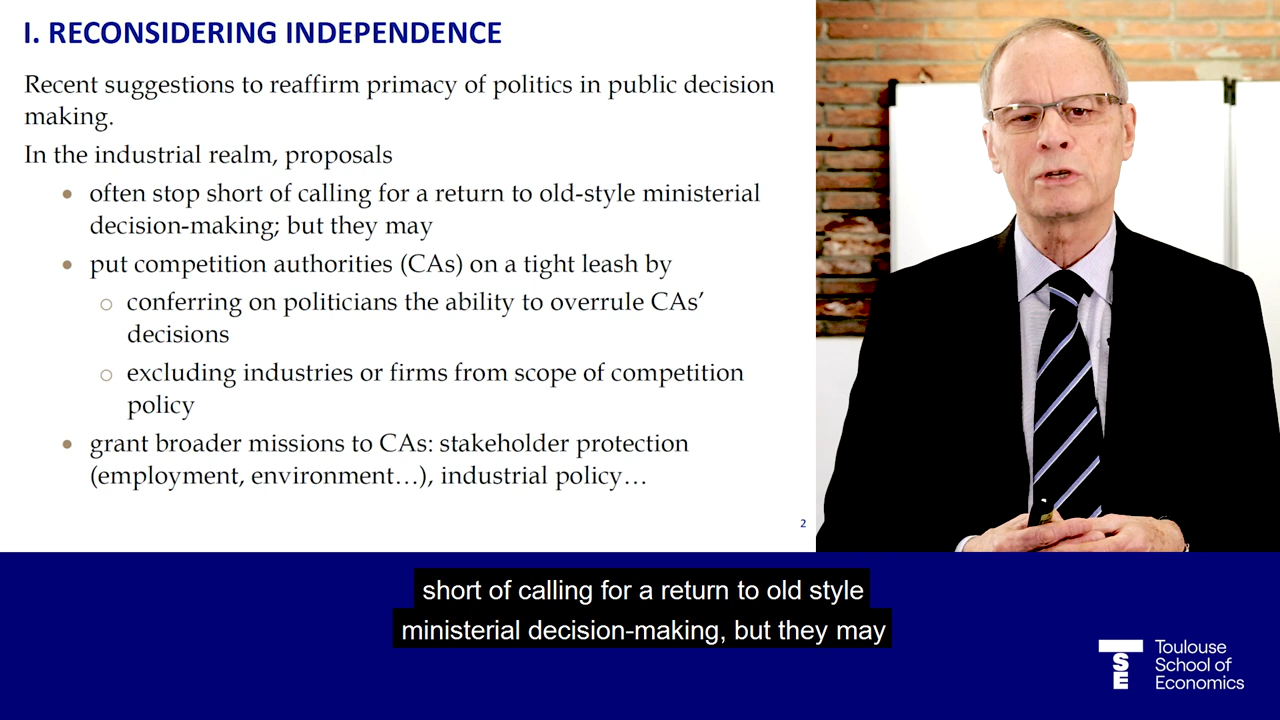 I. RECONSIDERING INDEPENDENCE
Recent suggestions to reaffirm primacy of politics in public decision
making.
In the industrial realm, proposals
• often stop short of calling for a return to old-style ministerial
decision-making; but they may
• put competition authorities (CAs) on a tight leash by
○ conferring on politicians the ability to overrule CAs’
decisions
○ excluding industries or firms from scope of competition
policy
• grant broader missions to CAs: stakeholder protection
(employment, environment…), industrial policy…
2
short of calling for a return to old style
ministerial decision-making, but they may
TSE
Toulouse
School of
Economics